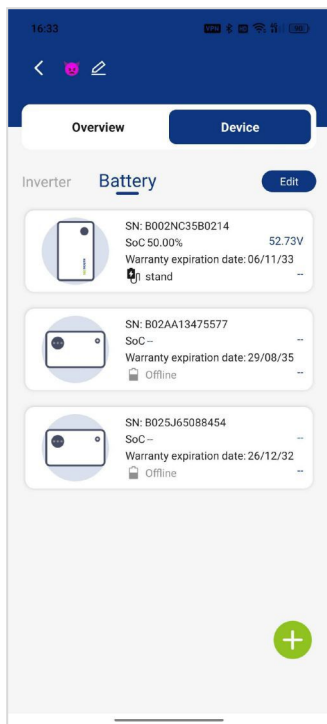 16:33
Overview
Device
Inverter
Battery
Edit
SN: B002NC35B0214
SoC 50.00%
52.73V
Warranty expiration date: 06/11/33
stand
--
SN: B02AA13475577
SoC --
--
Warranty expiration date: 29/08/35
Offline
--
SN: B025J65088454
SoC --
--
Warranty expiration date: 26/12/32
Offline
--